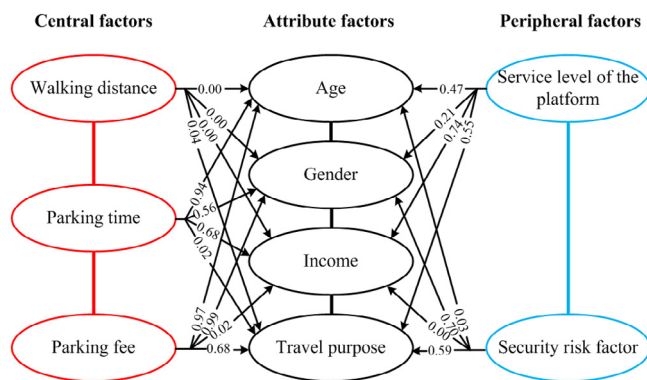 Central factors
Attribute factors
Peripheral factors
Walking distance
0.00
Age
0.47
Service level of the
platform
0.00
0.00
0.04
0.21
0.74
0.55
Gender
0.94
Parking time
0.56
0.68
0.02
Income
0.97
0.99
0.02
0.68
Parking fee
Travel purpose
0.03
0.70
0.00
0.59
Security risk factor